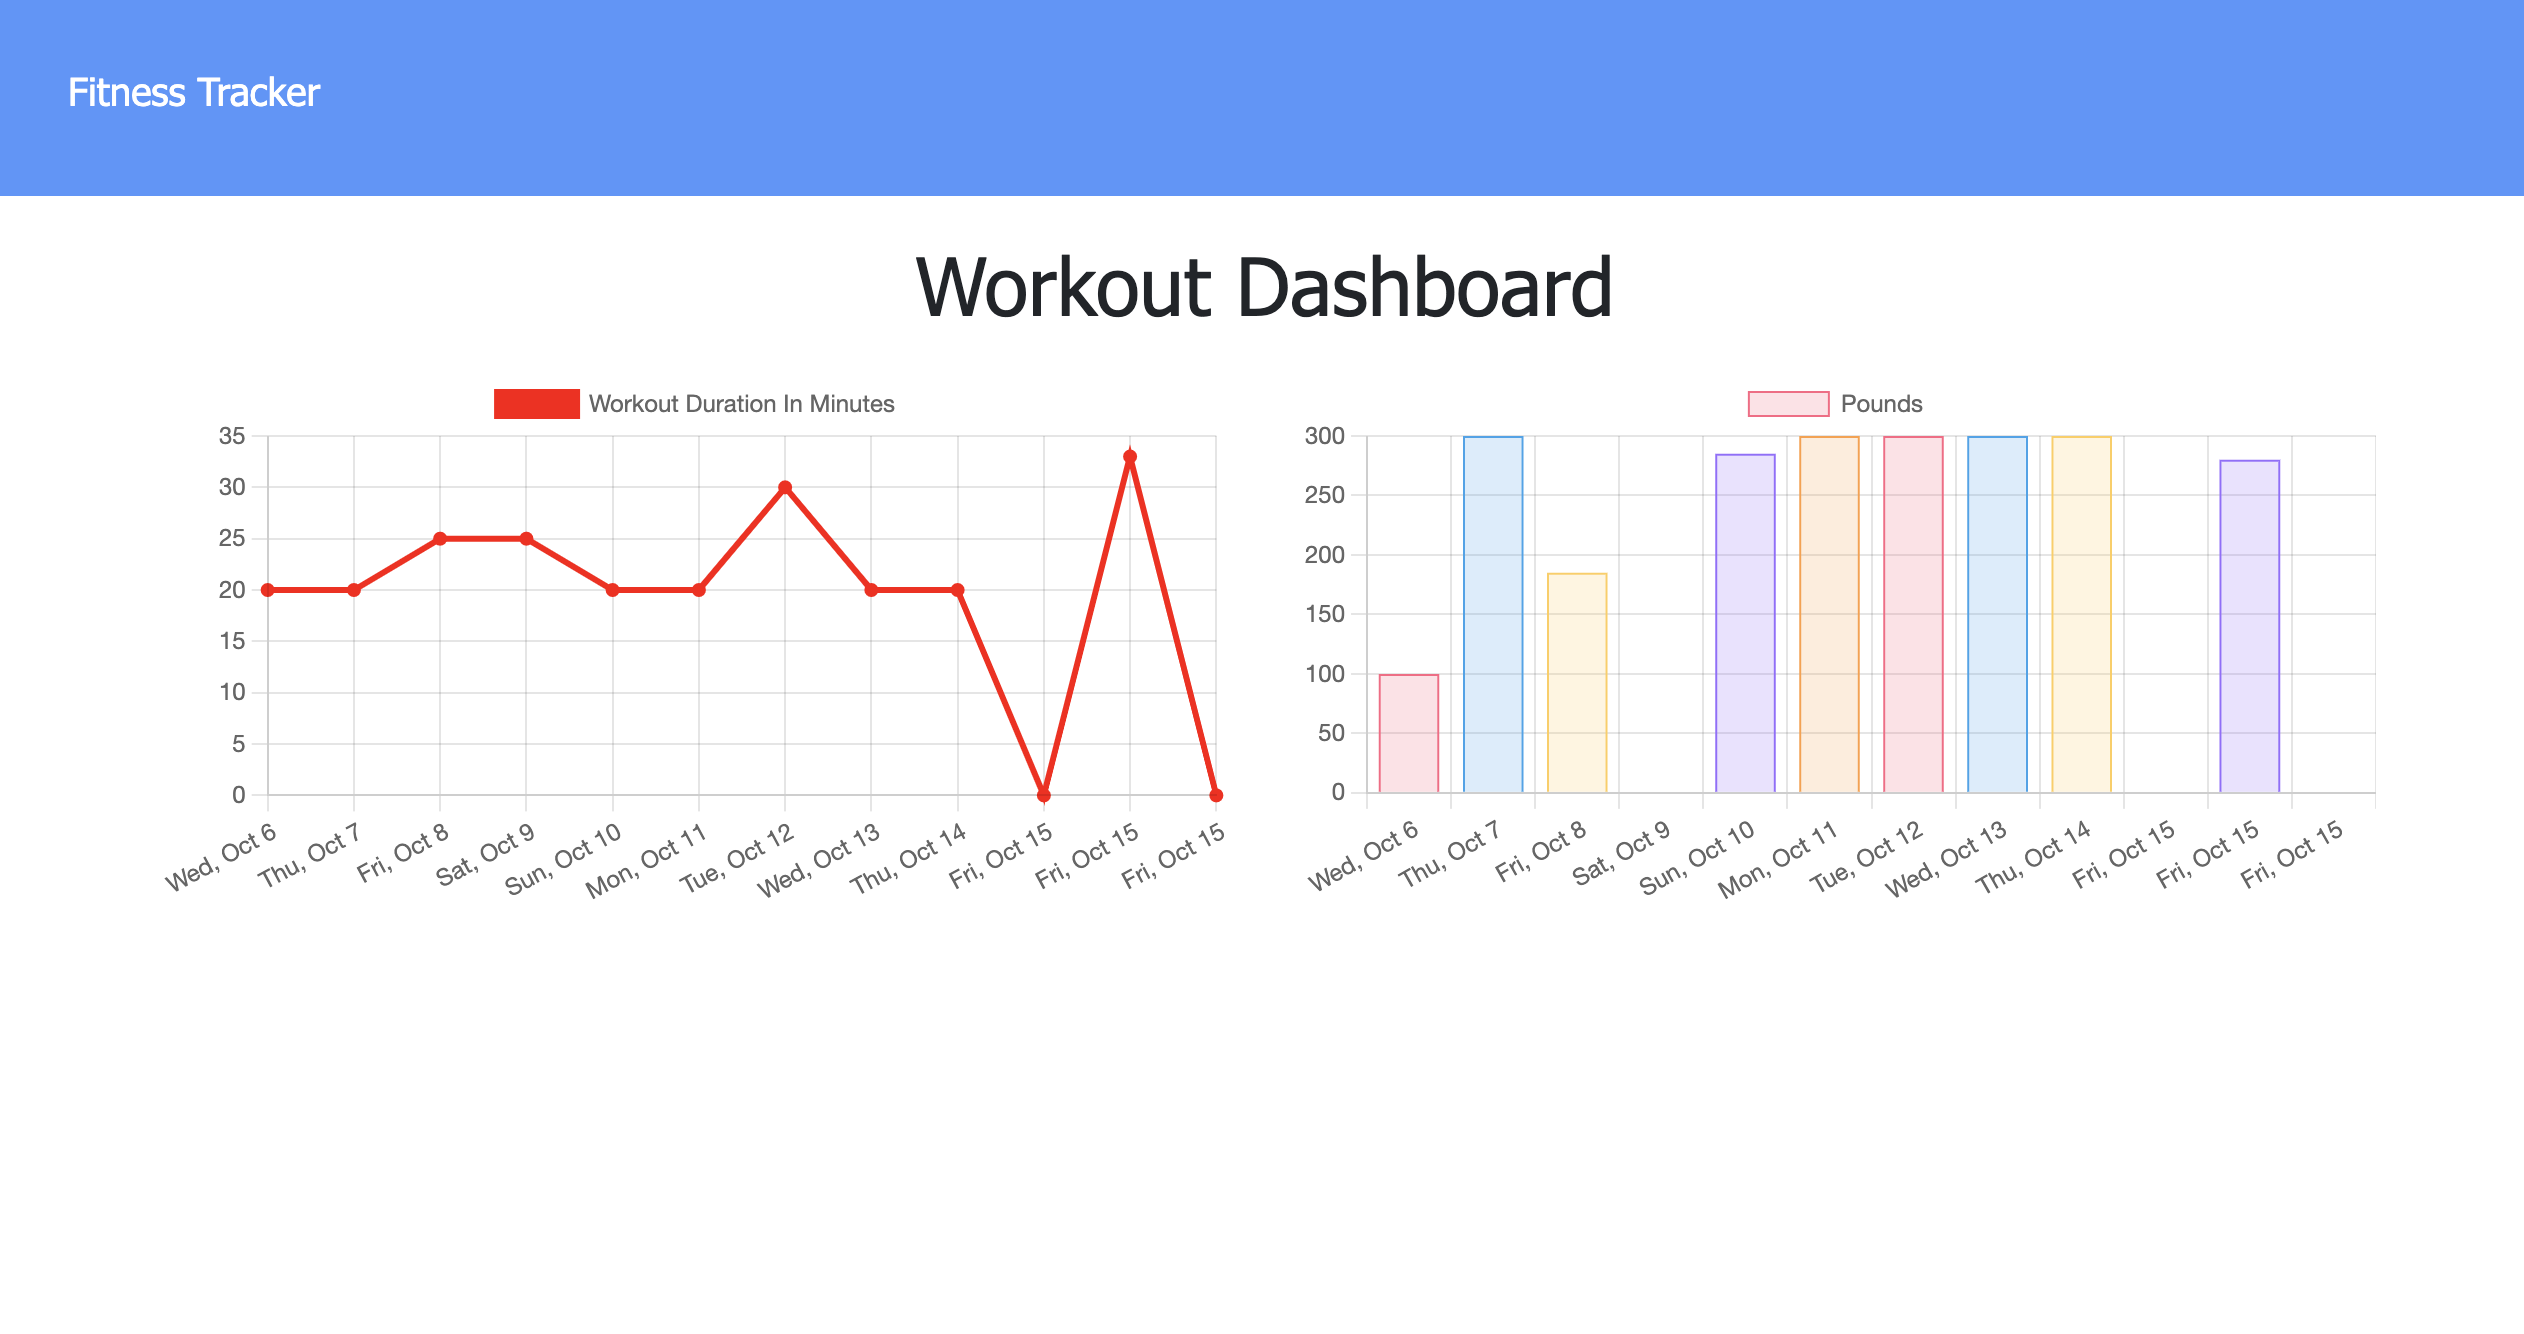 Fitness Tracker
Workout Dashboard
Workout Duration In Minutes
35
30
25
20
15
10
5
0
Wed, Oct 6
Thu, Oct 7
Fri, Oct 8
Sat, Oct 9
Sun, Oct 10
Mon, Oct 11
Tue, Oct 12
Wed, Oct 13
Thu, Oct 14
Fri, Oct 15
Fri, Oct 15
Fri, Oct 15
Pounds
300
250
200
150
100
50
0
Wed, Oct 6
Thu, Oct 7
Fri, Oct 8
Sat, Oct 9
Sun, Oct 10
Mon, Oct 11
Tue, Oct 12
Wed, Oct 13
Thu, Oct 14
Fri, Oct 15
Fri, Oct 15
Fri, Oct 15